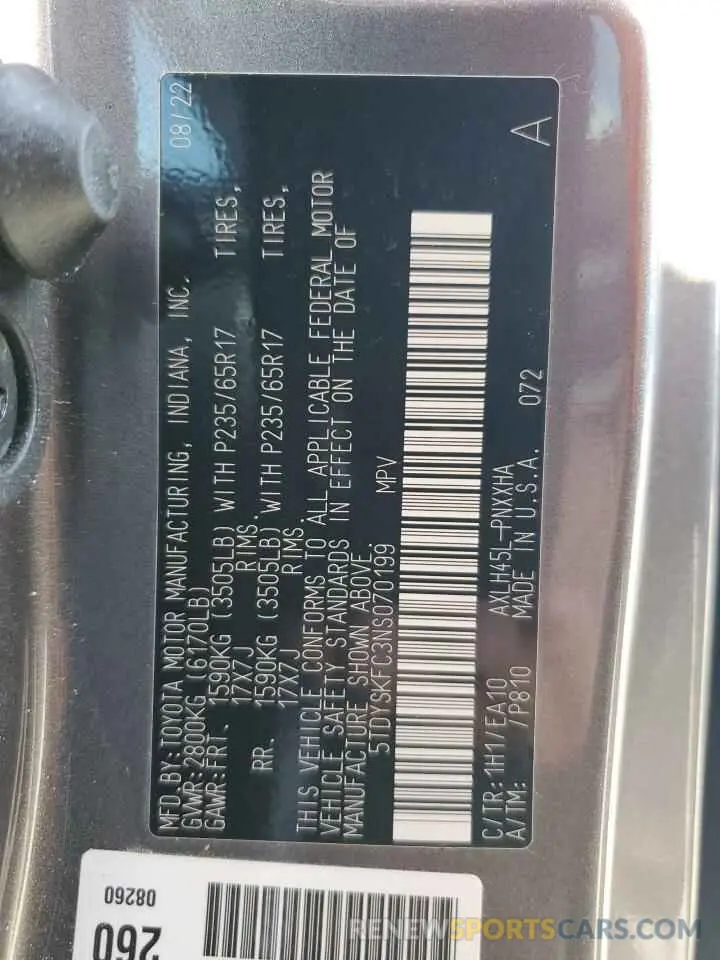 MFD.BY:TOYOTA MOTOR MANUFACTURING, INDIANA, INC. 08/22
GVWR:2800KG (6170LB)
GAWR:FRT. 1590KG (3505LB) WITH P235/65R17 TIRES,
17X7J RIMS.
RR. 1590KG (3505LB) WITH P235/65R17 TIRES,
17X7J RIMS.
THIS VEHICLE CONFORMS TO ALL APPLICABLE FEDERAL MOTOR
VEHICLE SAFETY STANDARDS IN EFFECT ON THE DATE OF
MANUFACTURE SHOWN ABOVE.
5TDYSKFC3NS070199 MPV
C/TR:1H1/EA10 AXLH45L-PNXXHA
A/TM: /P810 MADE IN U.S.A. 072 A
08260
260
RENEWSPORTSCARS.COM